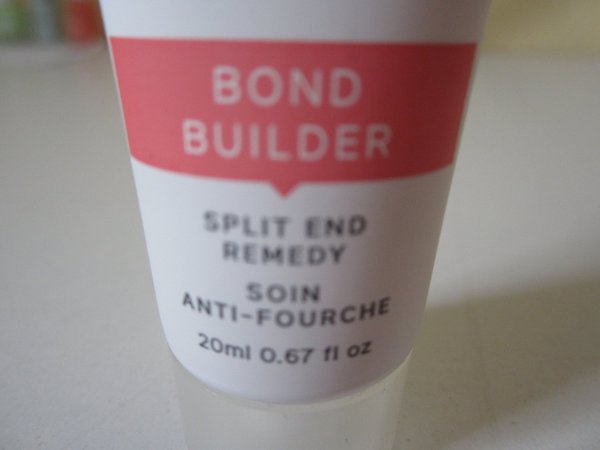 BOND
BUILDER
SPLIT END
REMEDY
SOIN
ANTI-FOURCHE
20ml 0.67 fl oz